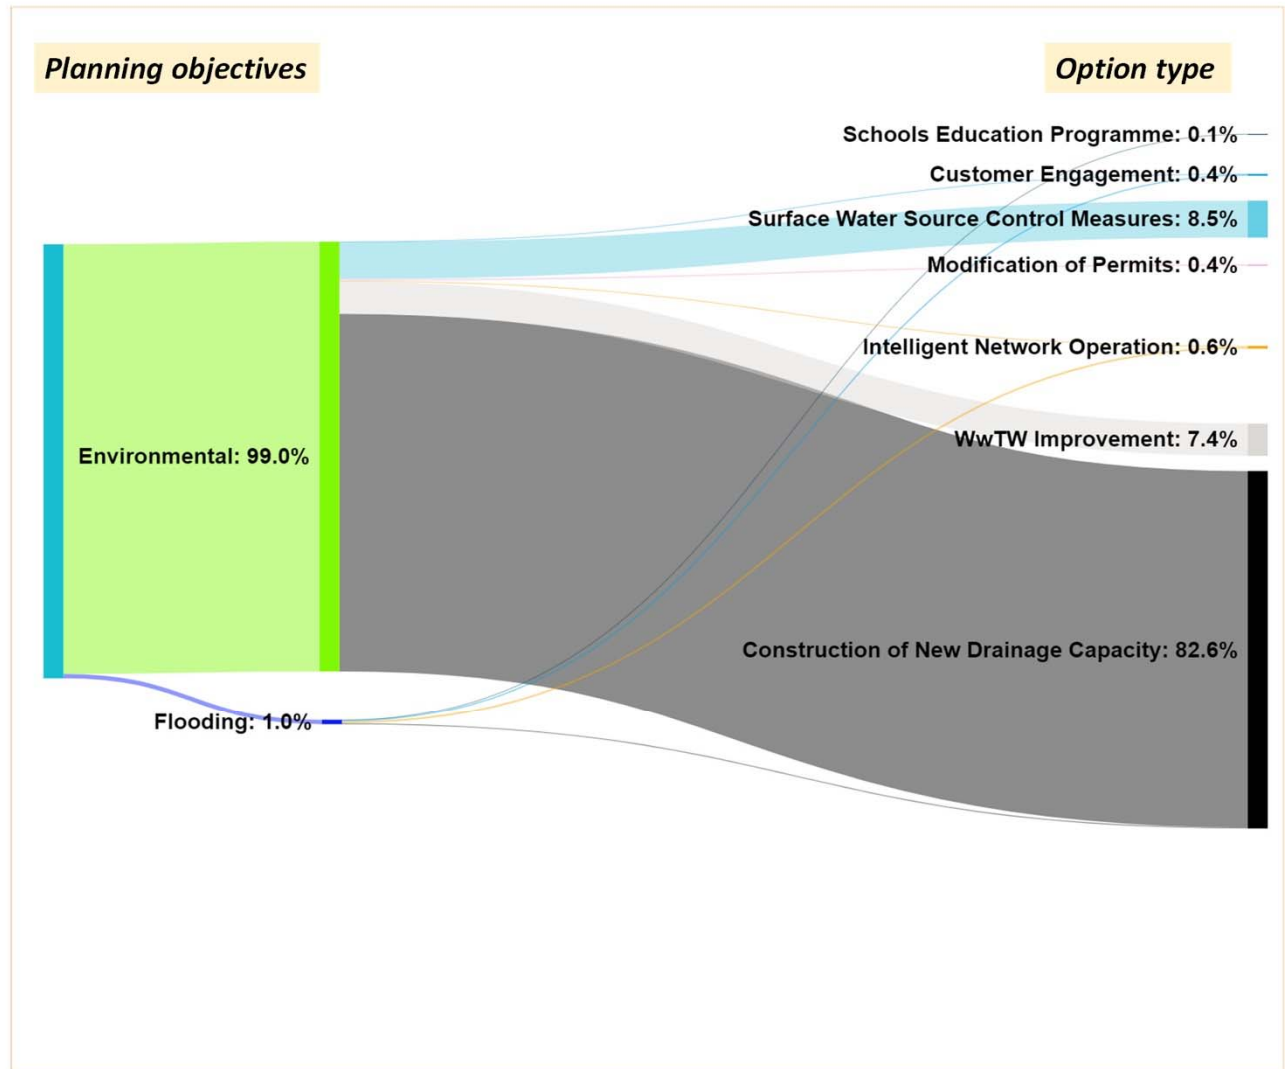 Planning objectives
Option type
Schools Education Programme: 0.1%
Customer Engagement: 0.4%
Surface Water Source Control Measures: 8.5%
Modification of Permits: 0.4%
Intelligent Network Operation: 0.6%
WwTW Improvement: 7.4%
Environmental: 99.0%
Construction of New Drainage Capacity: 82.6%
Flooding: 1.0%